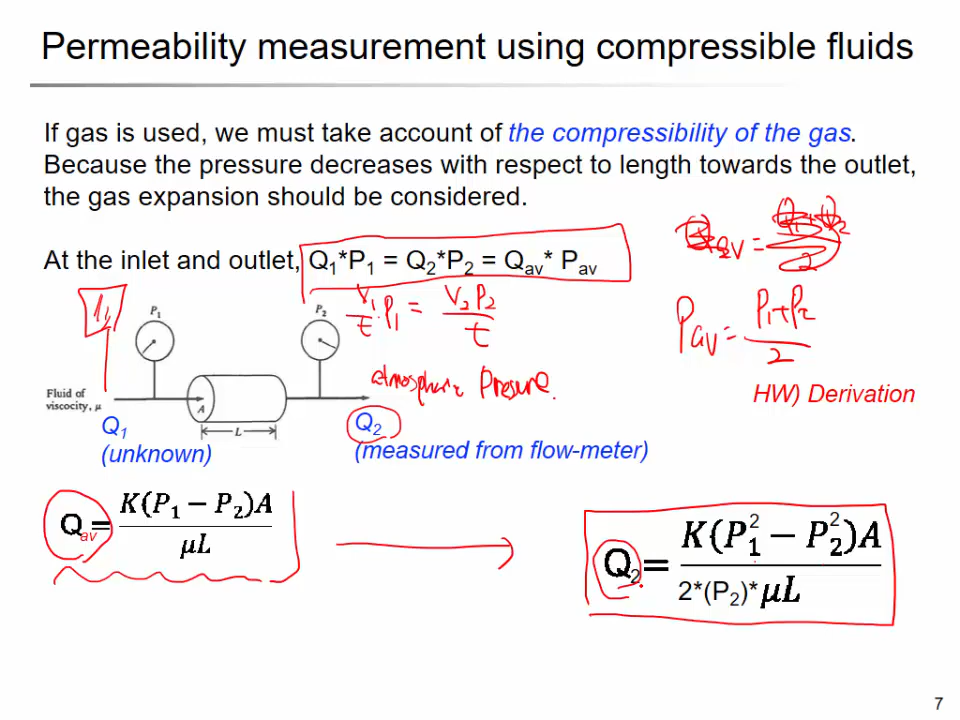 Permeability measurement using compressible fluids
If gas is used, we must take account of the compressibility of the gas.
Because the pressure decreases with respect to length towards the outlet,
the gas expansion should be considered.
At the inlet and outlet, Q₁*P₁ = Q₂*P₂ = Qav* Pav
V₁/t · P₁ = V₂P₂/t
Pav = P₁+P₂/2
P₁
P₂
atmospheric Pressure.
HW) Derivation
Fluid of
viscosity, μ
A
L
Q₁
(unknown)
Q₂
(measured from flow-meter)
Qav = K(P₁ − P₂)A/μL
Q₂ = K(P₁² − P₂²)A/2*(P₂)*μL
7